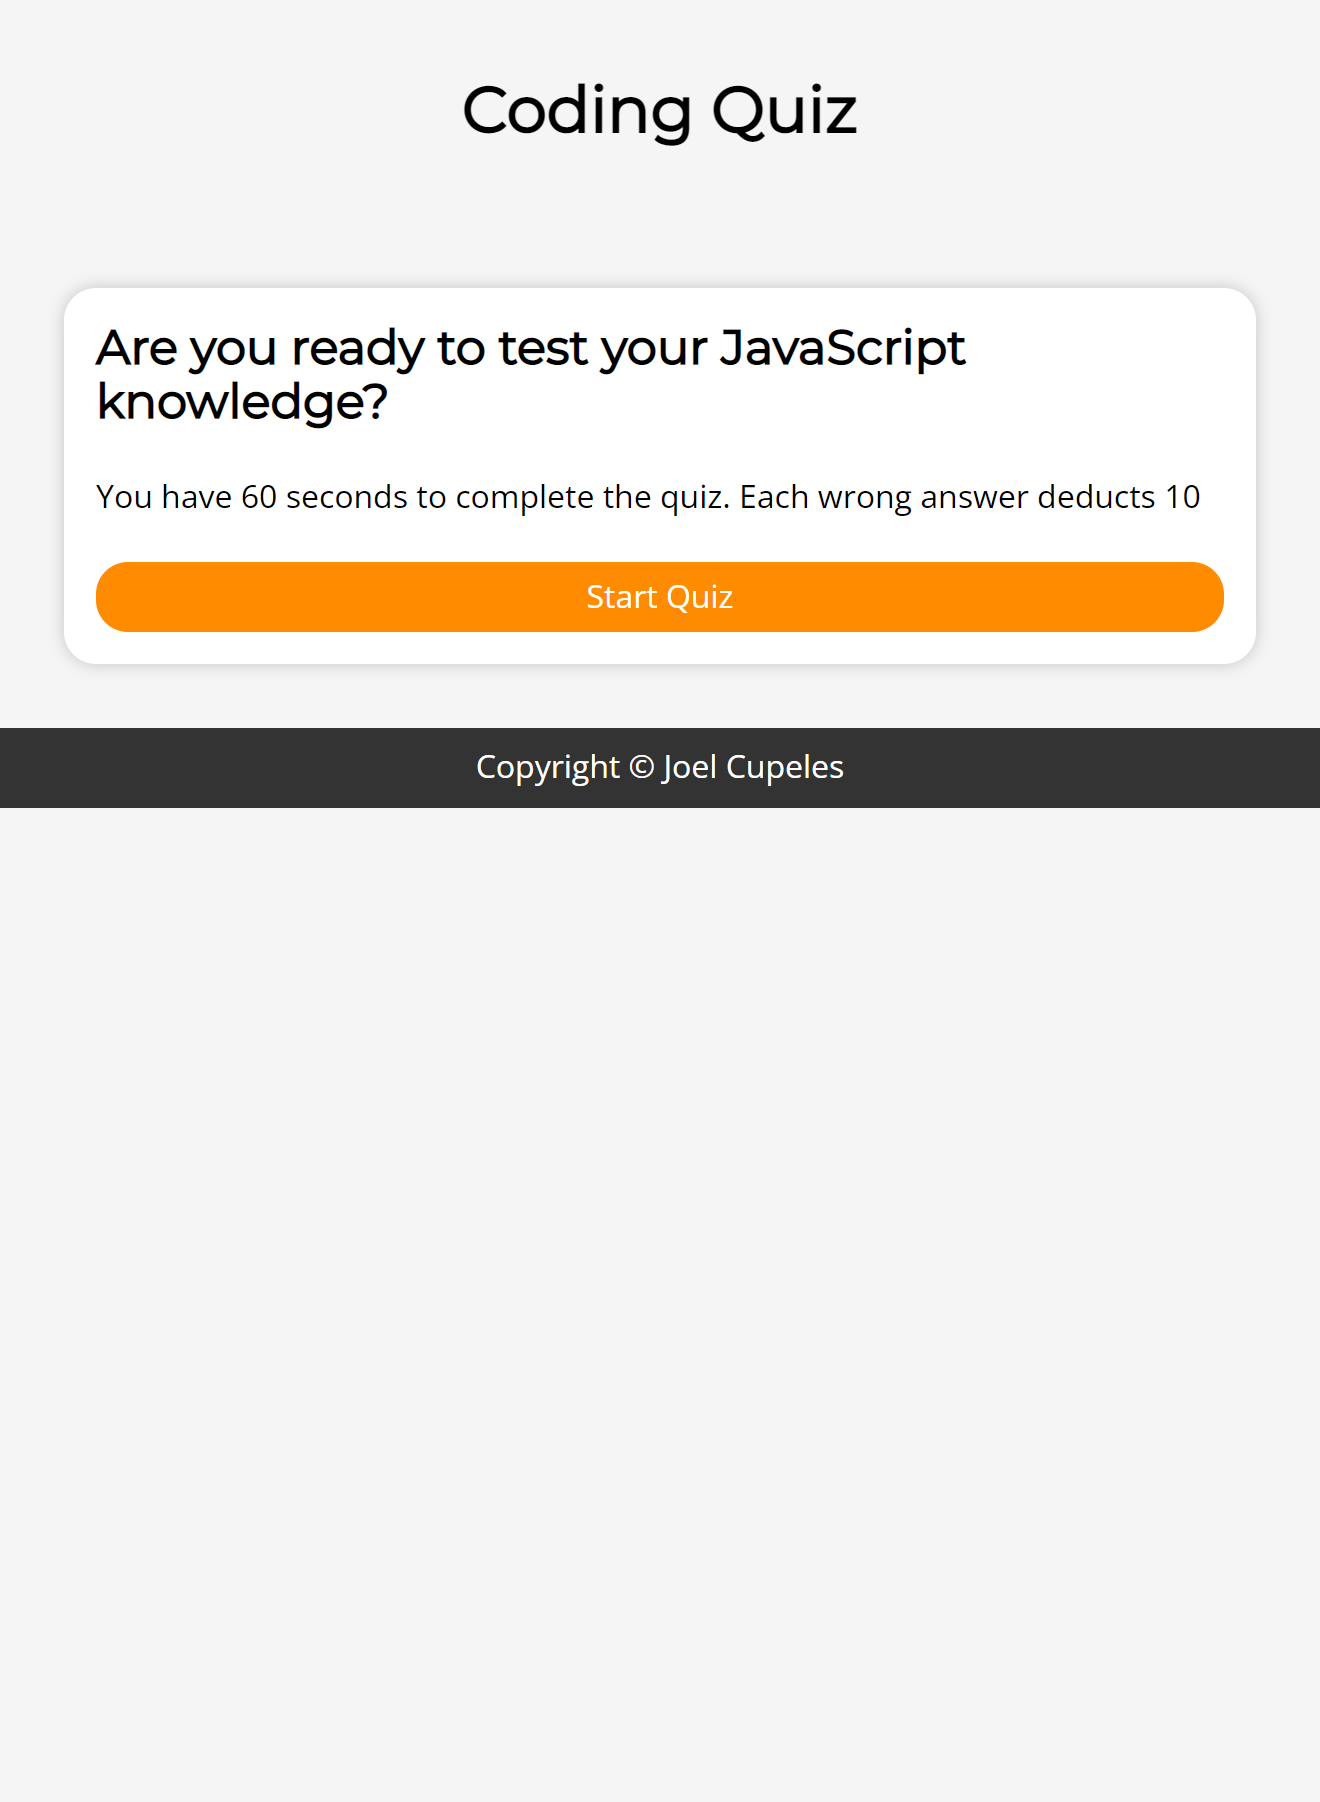 Coding Quiz
Are you ready to test your JavaScript
knowledge?
You have 60 seconds to complete the quiz. Each wrong answer deducts 10
Start Quiz
Copyright © Joel Cupeles